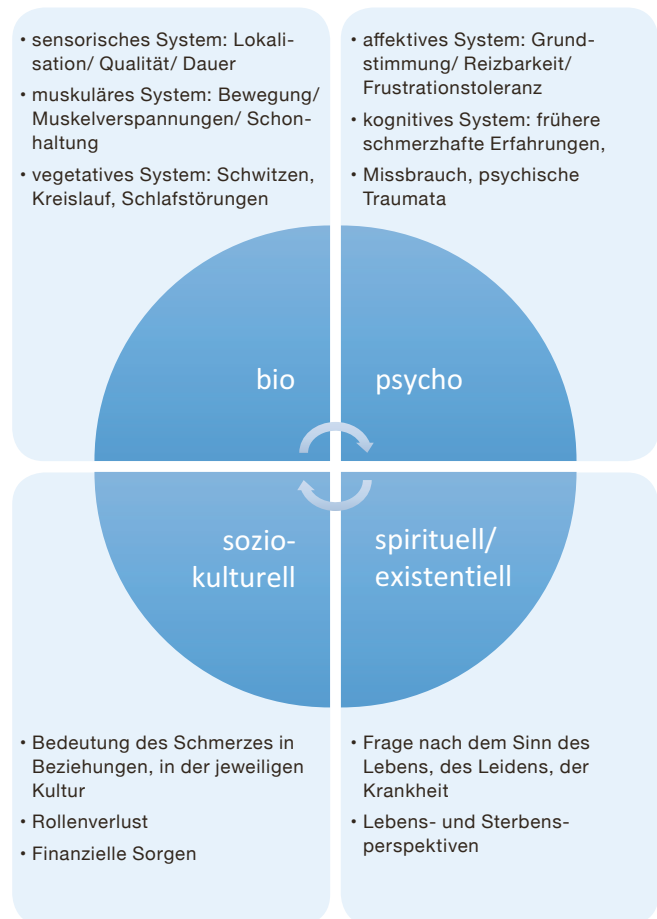 • sensorisches System: Lokali-
sation/ Qualität/ Dauer
• muskuläres System: Bewegung/
Muskelverspannungen/ Schon-
haltung
• vegetatives System: Schwitzen,
Kreislauf, Schlafstörungen
• affektives System: Grund-
stimmung/ Reizbarkeit/
Frustrationstoleranz
• kognitives System: frühere
schmerzhafte Erfahrungen,
• Missbrauch, psychische
Traumata
bio
psycho
sozio-
kulturell
spirituell/
existentiell
• Bedeutung des Schmerzes in
Beziehungen, in der jeweiligen
Kultur
• Rollenverlust
• Finanzielle Sorgen
• Frage nach dem Sinn des
Lebens, des Leidens, der
Krankheit
• Lebens- und Sterbens-
perspektiven